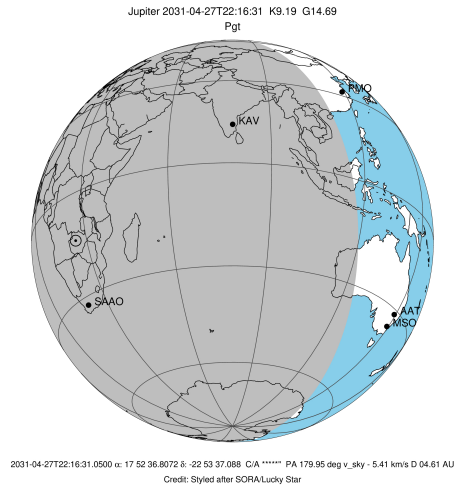 Jupiter 2031-04-27T22:16:31 K9.19 G14.69
Pgt
PMO
KAV
SAAO
AAT
MSO
2031-04-27T22:16:31.0500 α: 17 52 36.8072 δ: -22 53 37.088 C/A *****" PA 179.95 deg v_sky - 5.41 km/s D 04.61 AU
Credit: Styled after SORA/Lucky Star